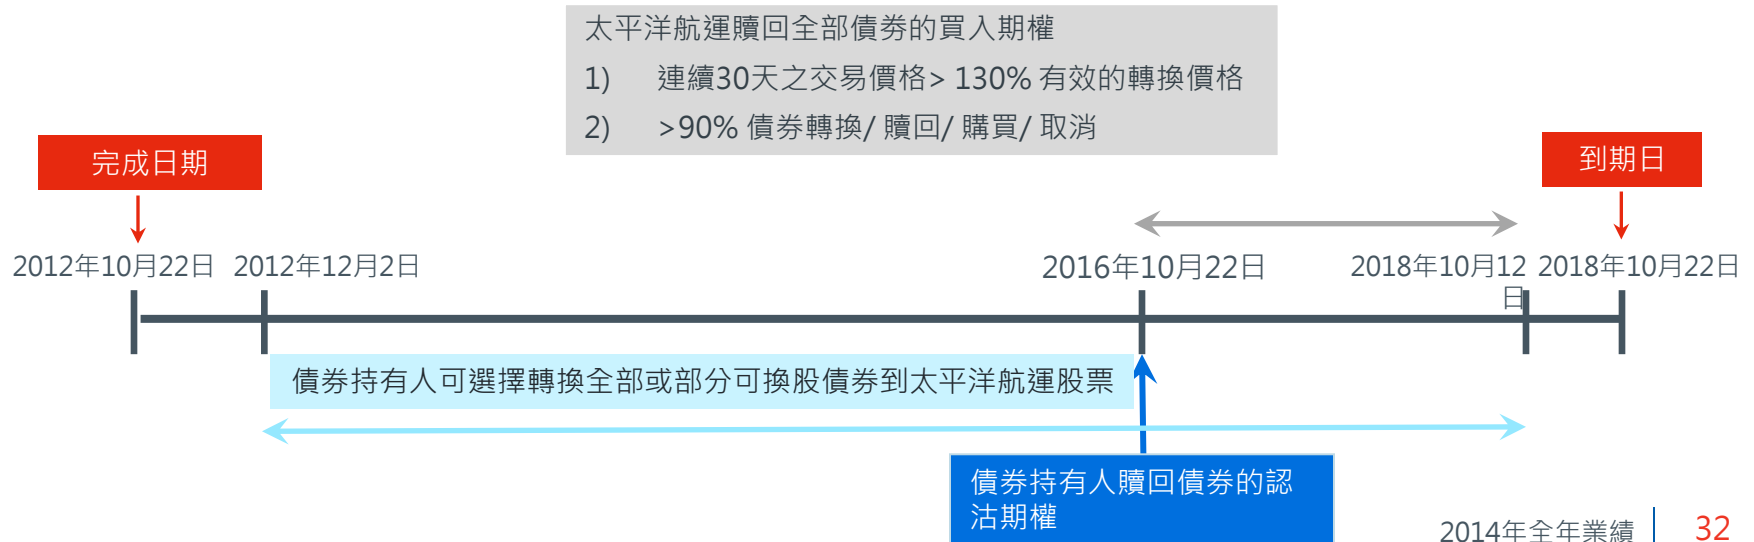 太平洋航運贖回全部債券的買入期權
1) 連續30天之交易價格> 130% 有效的轉換價格
2) >90% 債券轉換/ 贖回/ 購買/ 取消
完成日期
到期日
2012年10月22日
2012年12月2日
2016年10月22日
2018年10月12
日
2018年10月22日
債券持有人可選擇轉換全部或部分可換股債券到太平洋航運股票
債券持有人贖回債券的認
沽期權
2014年全年業績
32